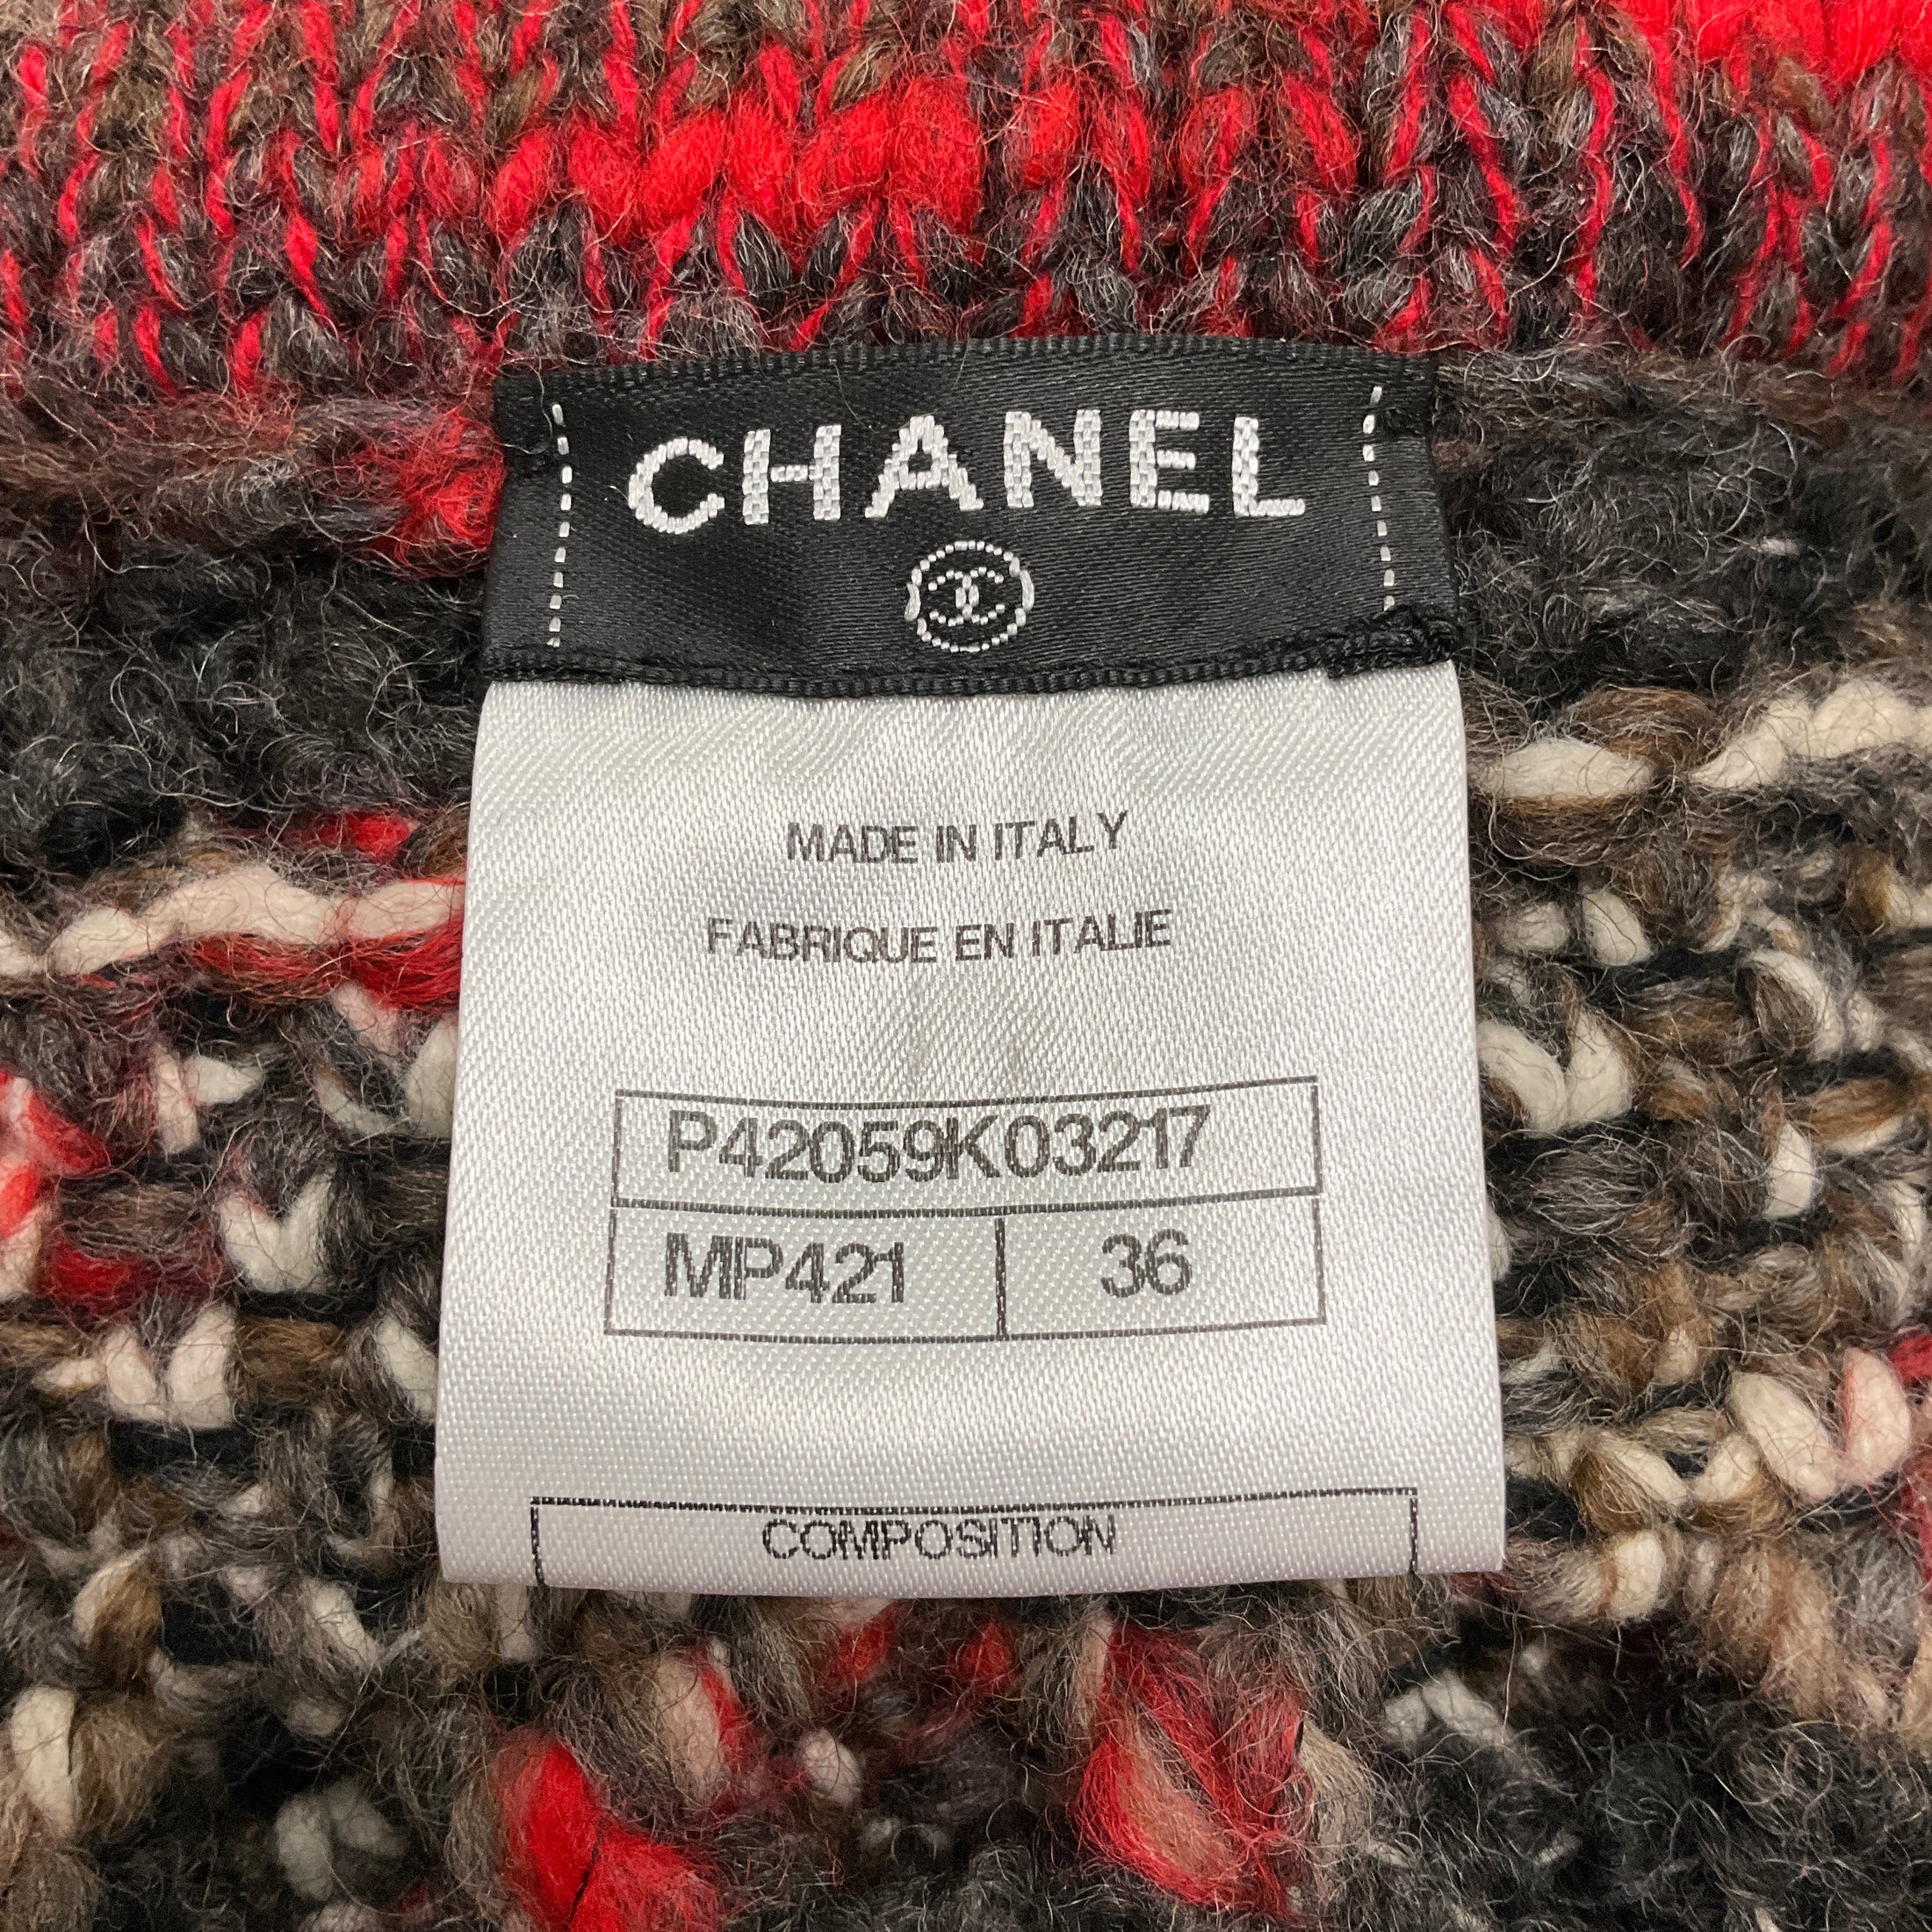 CHANEL
MADE IN ITALY
FABRIQUE EN ITALIE
P42059K03217
MP421 36
COMPOSITION